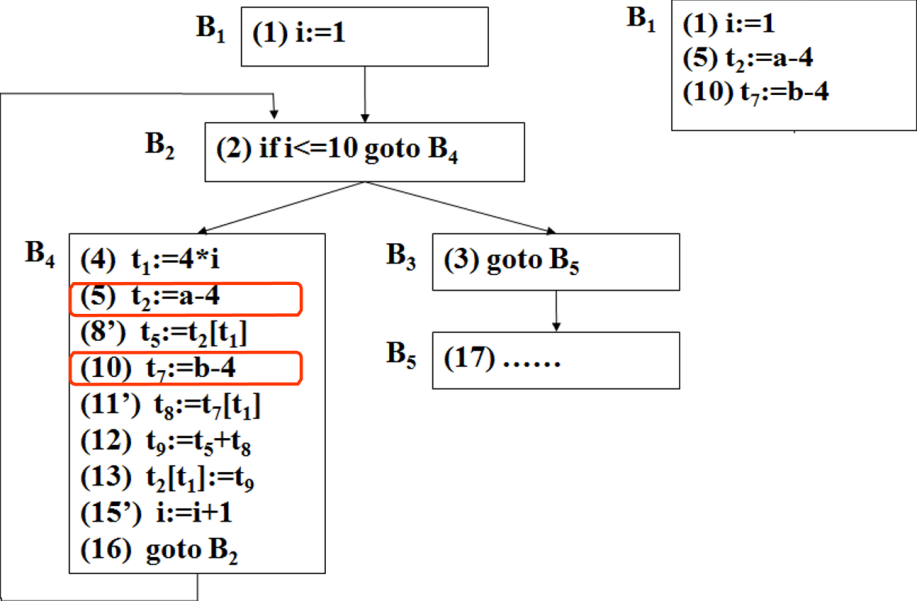 B₁
(1) i:=1
B₁
(1) i:=1
(5) t₂:=a-4
(10) t₇:=b-4
B₂
(2) if i<=10 goto B₄
B₄
(4) t₁:=4*i
(5) t₂:=a-4
(8’) t₅:=t₂[t₁]
(10) t₇:=b-4
(11’) t₈:=t₇[t₁]
(12) t₉:=t₅+t₈
(13) t₂[t₁]:=t₉
(15’) i:=i+1
(16) goto B₂
B₃
(3) goto B₅
B₅
(17) ……